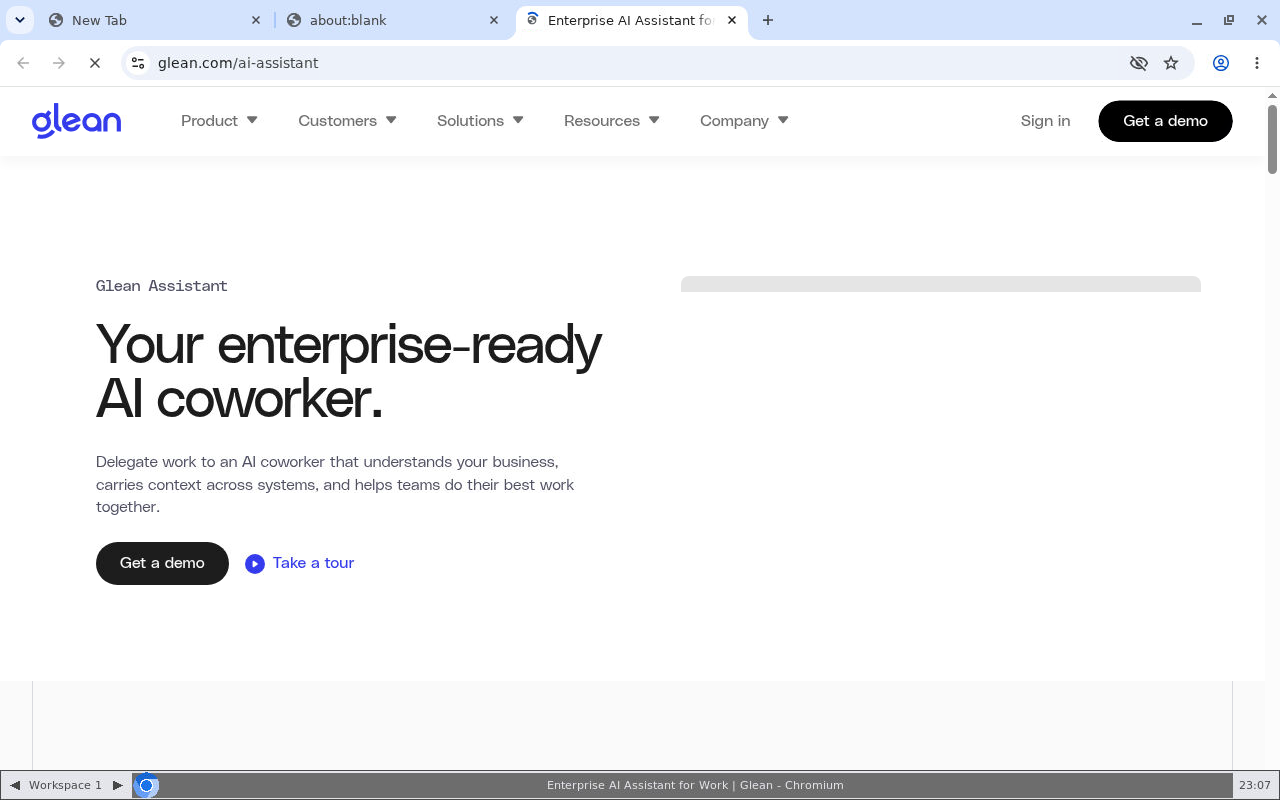 New Tab
about:blank
Enterprise AI Assistant fo
glean.com/ai-assistant
glean
Product
Customers
Solutions
Resources
Company
Sign in
Get a demo
Glean Assistant
Your enterprise-ready
AI coworker.
Delegate work to an AI coworker that understands your business,
carries context across systems, and helps teams do their best work
together.
Get a demo
Take a tour
Workspace 1
Enterprise AI Assistant for Work | Glean - Chromium
23:07